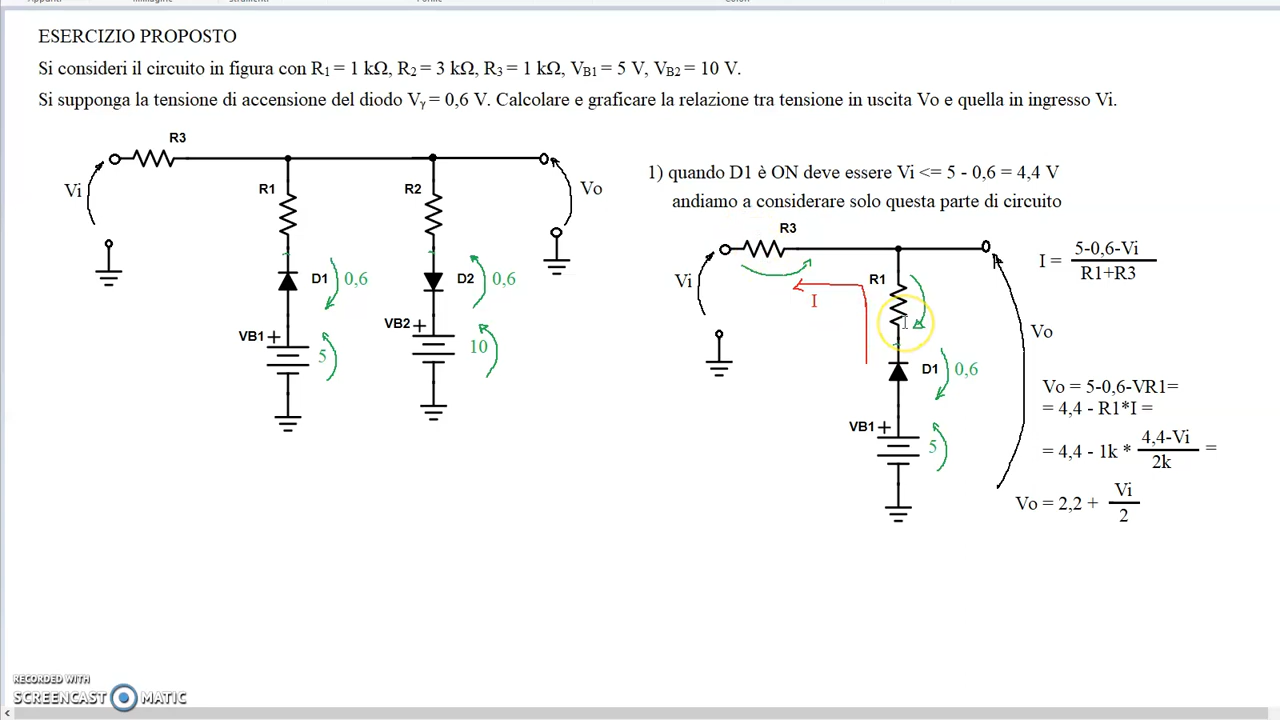 ESERCIZIO PROPOSTO
Si consideri il circuito in figura con R1 = 1 kΩ, R2 = 3 kΩ, R3 = 1 kΩ, VB1 = 5 V, VB2 = 10 V.
Si supponga la tensione di accensione del diodo Vγ = 0,6 V. Calcolare e graficare la relazione tra tensione in uscita Vo e quella in ingresso Vi.
R3
Vi
R1
R2
Vo
D1
0,6
D2
0,6
VB1
+
5
VB2
+
10
1) quando D1 è ON deve essere Vi <= 5 - 0,6 = 4,4 V
andiamo a considerare solo questa parte di circuito
R3
Vi
R1
I
Vo
D1
0,6
VB1
+
5
I = 5-0,6-Vi
R1+R3
Vo = 5-0,6-VR1=
= 4,4 - R1*I =
= 4,4 - 1k * 4,4-Vi =
2k
Vo = 2,2 + Vi
2
RECORDED WITH
SCREENCAST MATIC